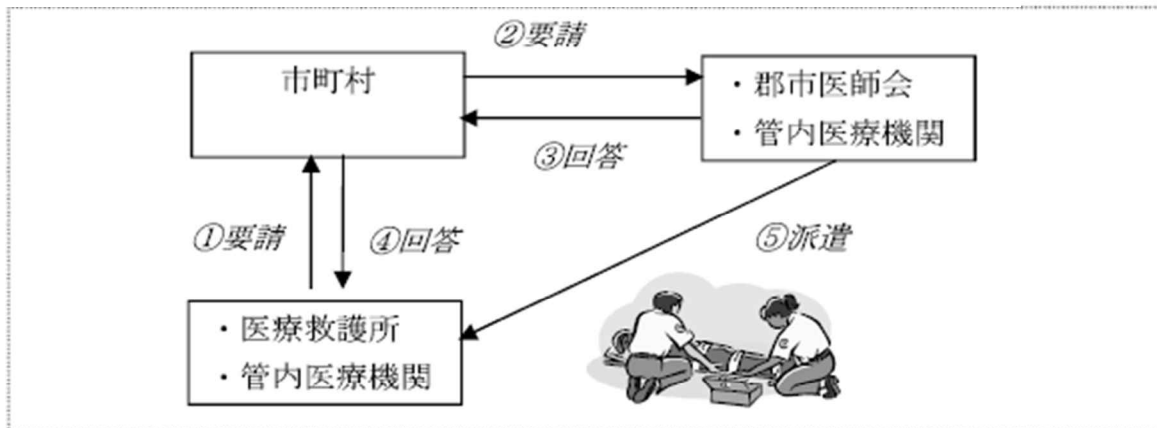 ②要請
市町村
・郡市医師会
・管内医療機関
③回答
①要請
④回答
⑤派遣
・医療救護所
・管内医療機関